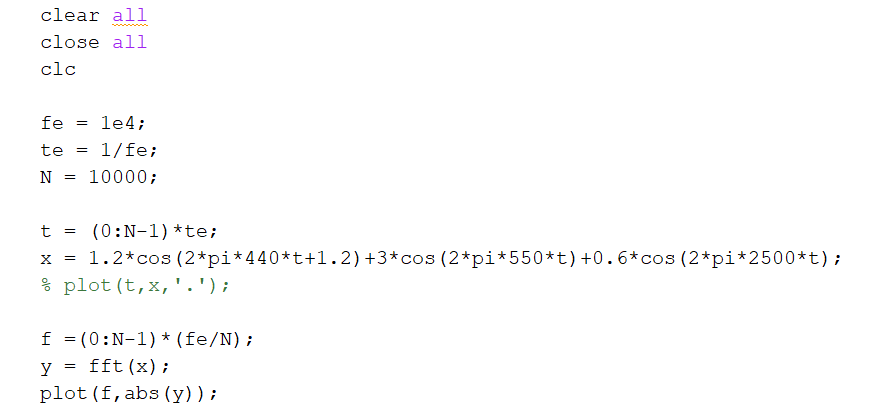 clear all
close all
clc
fe = 1e4;
te = 1/fe;
N = 10000;
t = (0:N-1)*te;
x = 1.2*cos(2*pi*440*t+1.2)+3*cos(2*pi*550*t)+0.6*cos(2*pi*2500*t);
% plot(t,x,'.');
f =(0:N-1)*(fe/N);
y = fft(x);
plot(f,abs(y));